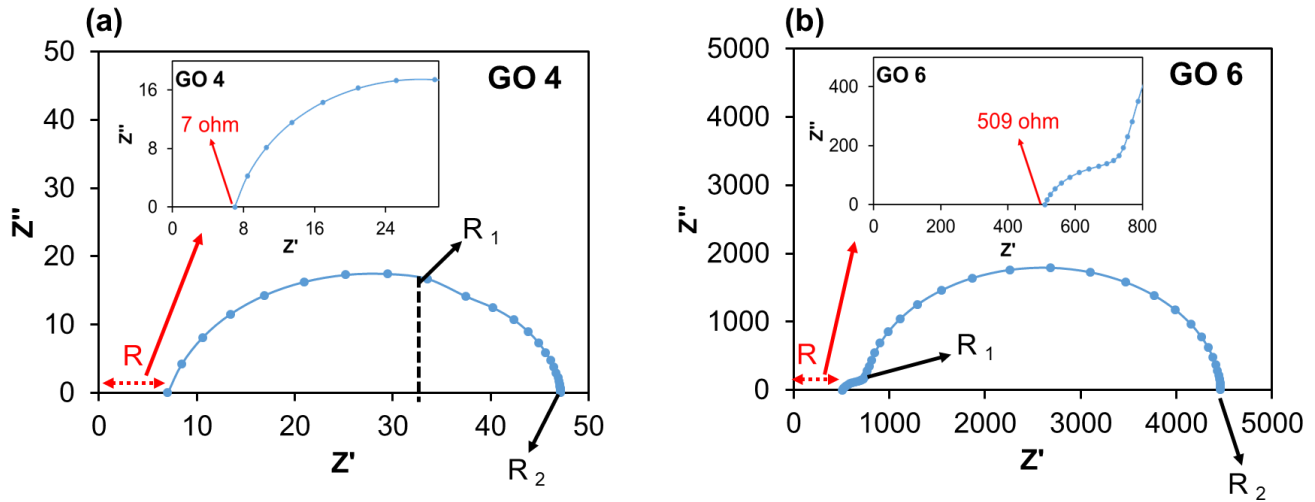 (a)
GO 4
Z''
50
40
30
20
10
0
0 10 20 30 40 50
Z'
R
R 1
R 2
GO 4
7 ohm
Z''
16
8
0
0 8 16 24
Z'
(b)
GO 6
Z''
5000
4000
3000
2000
1000
0
0 1000 2000 3000 4000 5000
Z'
R
R 1
R 2
GO 6
509 ohm
Z''
400
200
0
0 200 400 600 800
Z'